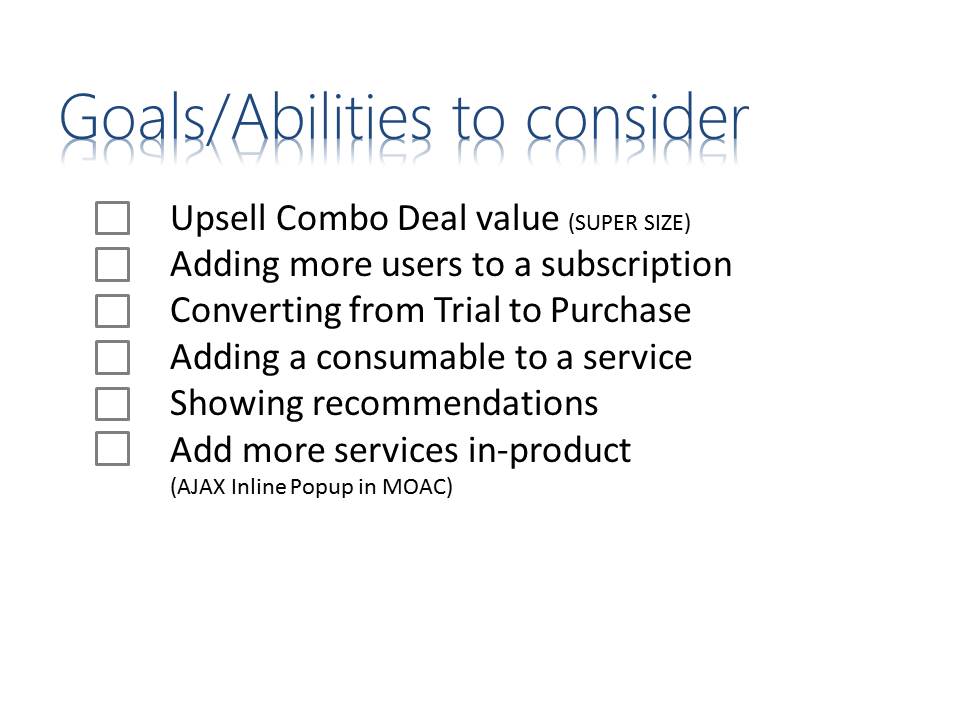 Goals/Abilities to consider
Upsell Combo Deal value (SUPER SIZE)
Adding more users to a subscription
Converting from Trial to Purchase
Adding a consumable to a service
Showing recommendations
Add more services in-product
(AJAX Inline Popup in MOAC)